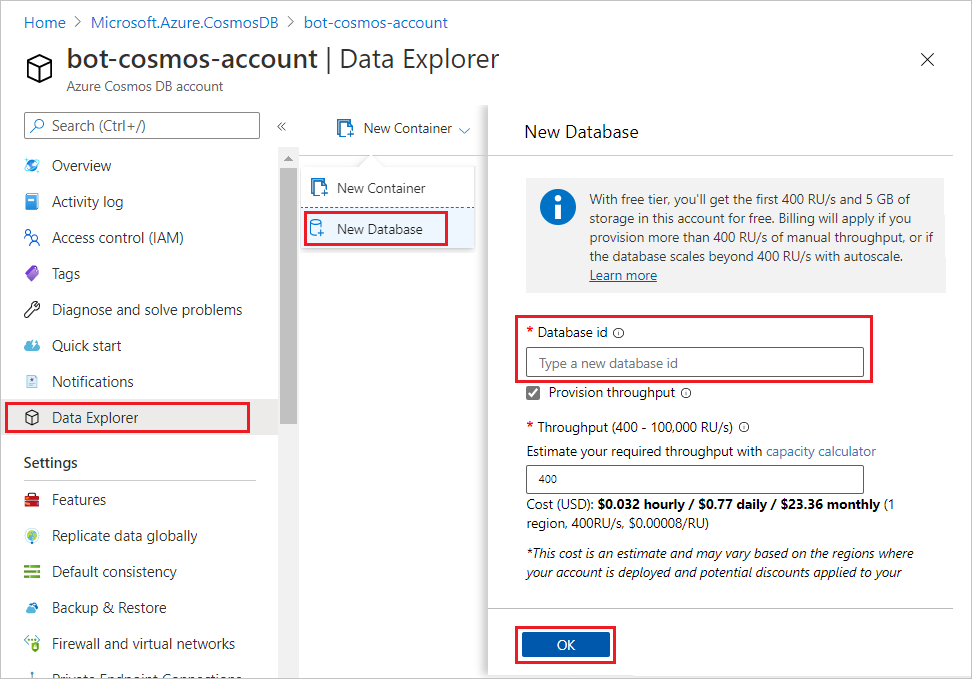 Home > Microsoft.Azure.CosmosDB > bot-cosmos-account
bot-cosmos-account | Data Explorer
Azure Cosmos DB account
Search (Ctrl+/)
Overview
Activity log
Access control (IAM)
Tags
Diagnose and solve problems
Quick start
Notifications
Data Explorer
Settings
Features
Replicate data globally
Default consistency
Backup & Restore
Firewall and virtual networks
Private Endpoint Connections
New Container
New Container
New Database
New Database
With free tier, you'll get the first 400 RU/s and 5 GB of
storage in this account for free. Billing will apply if you
provision more than 400 RU/s of manual throughput, or if
the database scales beyond 400 RU/s with autoscale.
Learn more
* Database id
Type a new database id
Provision throughput
* Throughput (400 - 100,000 RU/s)
Estimate your required throughput with capacity calculator
400
Cost (USD): $0.032 hourly / $0.77 daily / $23.36 monthly (1
region, 400RU/s, $0.00008/RU)
*This cost is an estimate and may vary based on the regions where
your account is deployed and potential discounts applied to your
OK